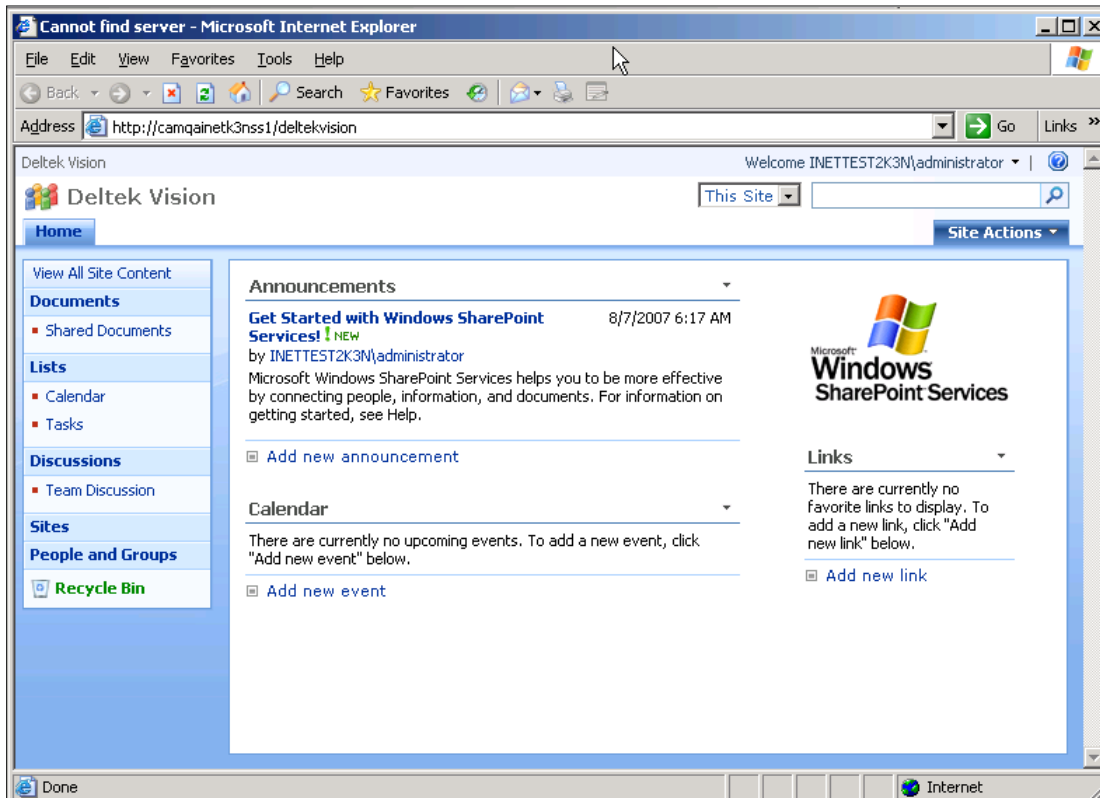 Cannot find server - Microsoft Internet Explorer
File Edit View Favorites Tools Help
Back Search Favorites
Address http://camqainetk3nss1/deltekvision Go Links »
Deltek Vision Welcome INETTEST2K3N\administrator
Deltek Vision This Site
Home Site Actions
View All Site Content
Documents
Shared Documents
Lists
Calendar
Tasks
Discussions
Team Discussion
Sites
People and Groups
Recycle Bin
Announcements
Get Started with Windows SharePoint 8/7/2007 6:17 AM
Services! ! NEW
by INETTEST2K3N\administrator
Microsoft Windows SharePoint Services helps you to be more effective
by connecting people, information, and documents. For information on
getting started, see Help.
Add new announcement
Calendar
There are currently no upcoming events. To add a new event, click
"Add new event" below.
Add new event
Microsoft
Windows
SharePoint Services
Links
There are currently no
favorite links to display. To
add a new link, click "Add
new link" below.
Add new link
Done Internet